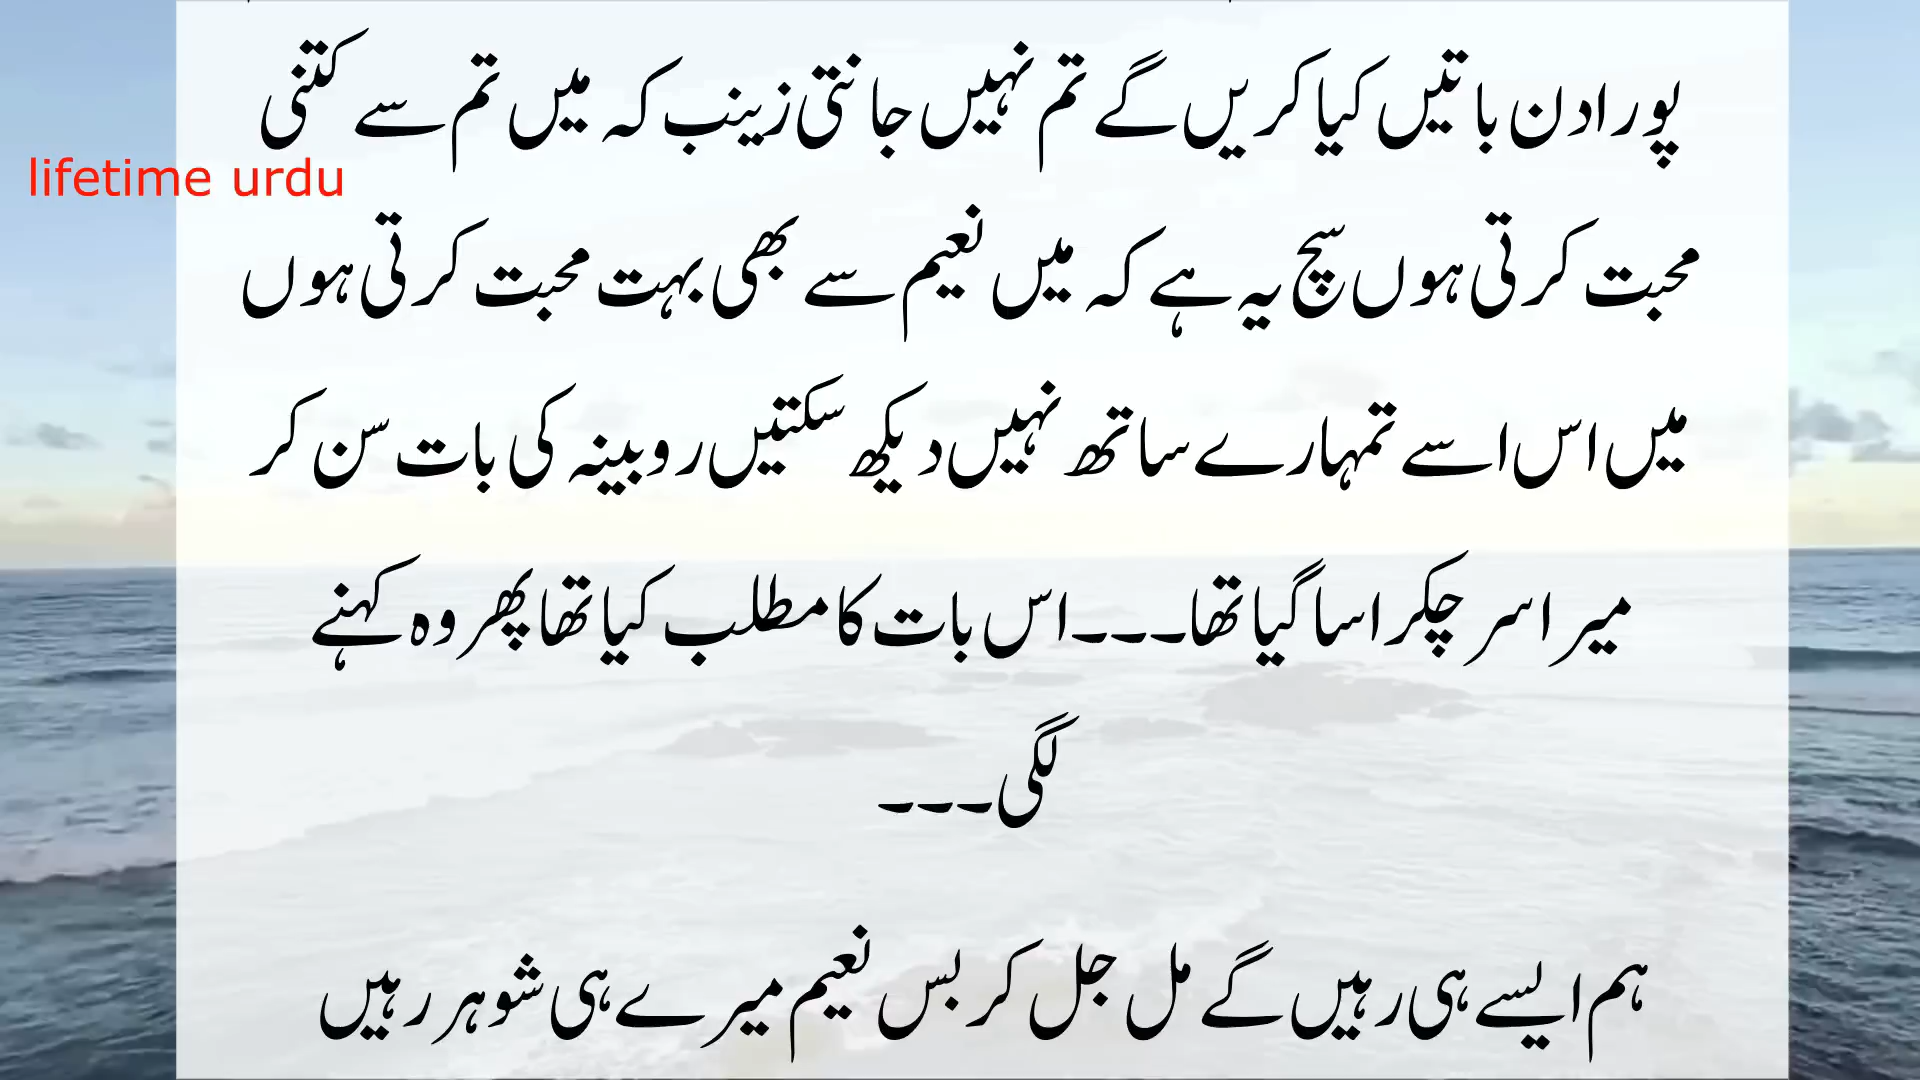 پورا دن باتیں کیا کریں گے تم نہیں جانتی زینب کہ میں تم سے کتنی
lifetime urdu
محبت کرتی ہوں سچ یہ ہے کہ میں نعیم سے بھی بہت محبت کرتی ہوں
میں اس اسے تمہارے ساتھ نہیں دیکھ سکتیں روبینہ کی بات سن کر
میرا سر چکرا سا گیا تھا۔۔۔اس بات کا مطلب کیا تھا پھر وہ کہنے
لگی۔۔۔
ہم ایسے ہی رہیں گے مل جل کر بس نعیم میرے ہی شوہر رہیں